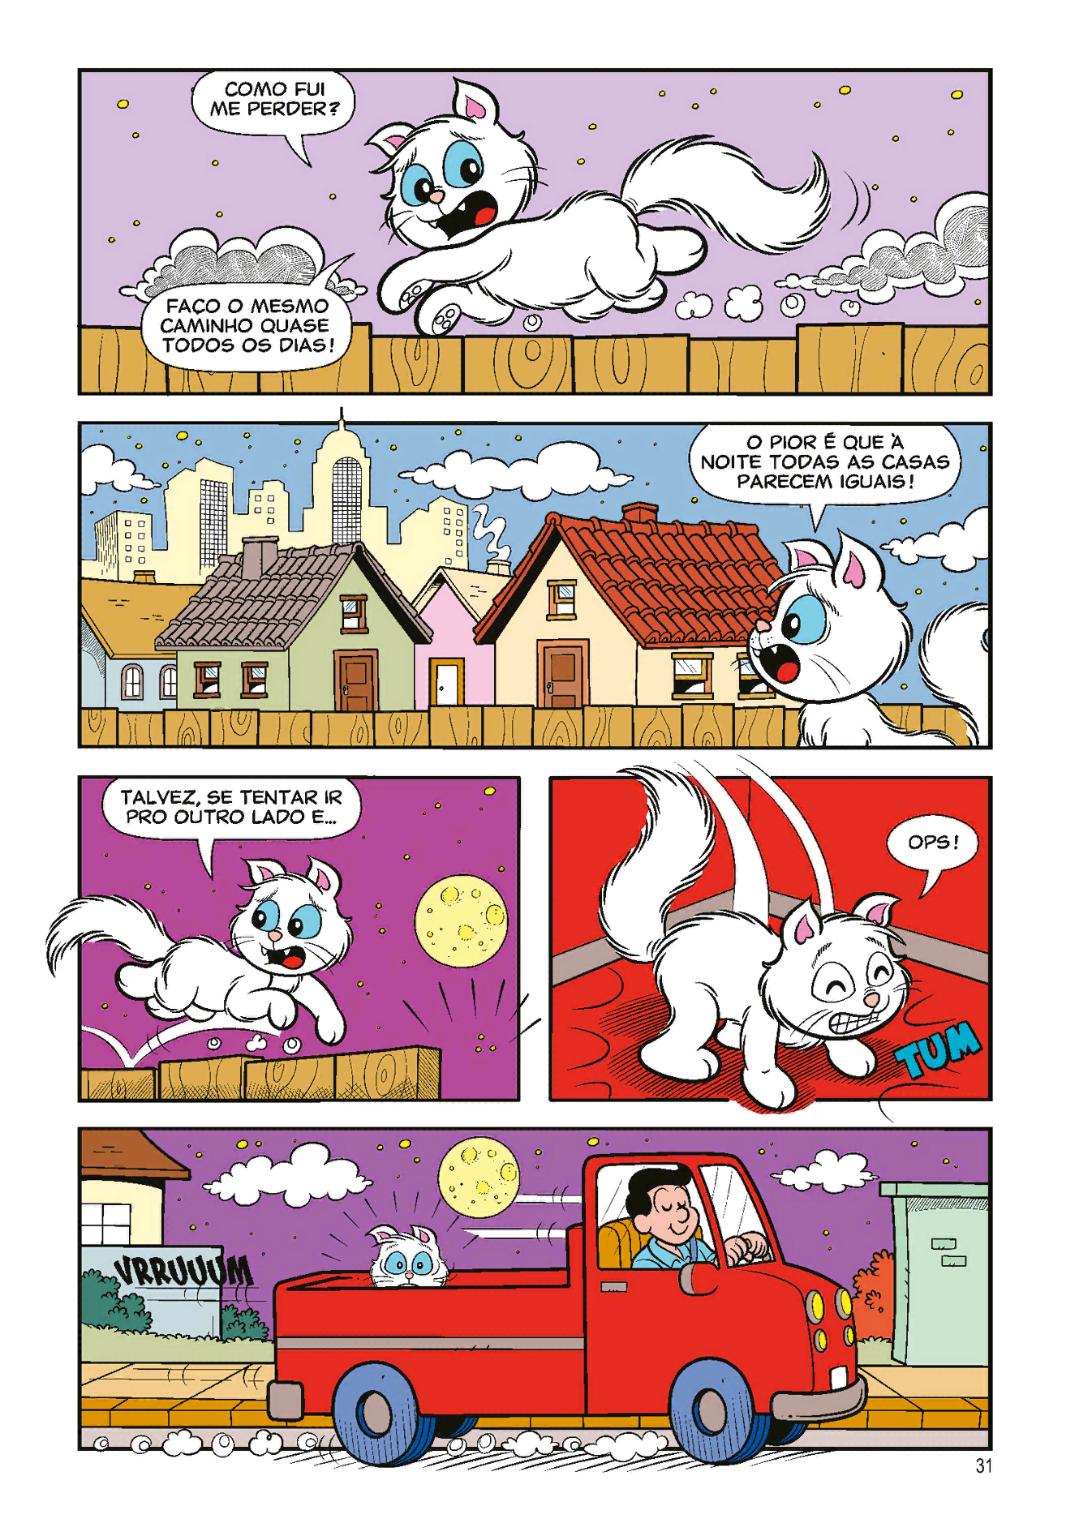 COMO FUI
ME PERDER?
FAÇO O MESMO
CAMINHO QUASE
TODOS OS DIAS!
O PIOR É QUE À
NOITE TODAS AS CASAS
PARECEM IGUAIS!
TALVEZ, SE TENTAR IR
PRO OUTRO LADO E...
OPS!
TUM
VRRUUUM
31